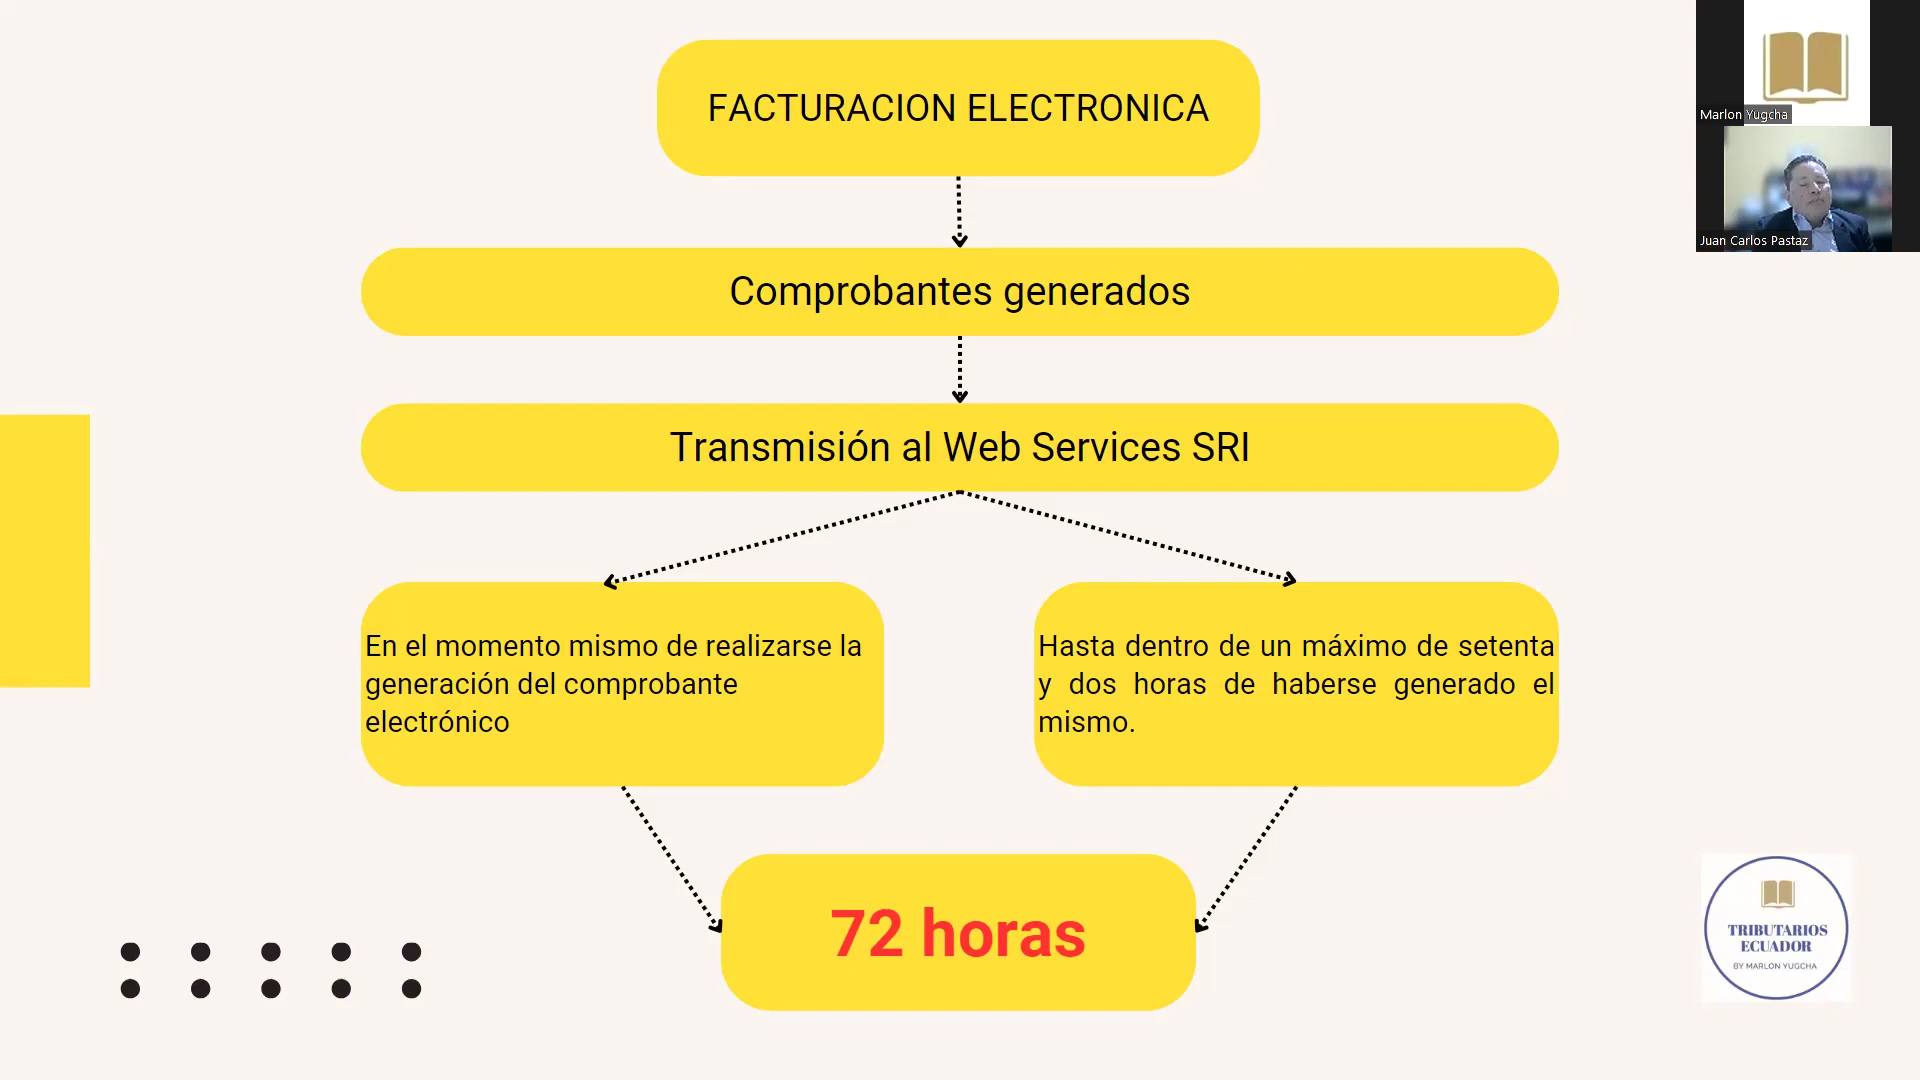 FACTURACION ELECTRONICA
Marlon Yugcha
Juan Carlos Pastaz
Comprobantes generados
Transmisión al Web Services SRI
En el momento mismo de realizarse la
generación del comprobante
electrónico
Hasta dentro de un máximo de setenta
y dos horas de haberse generado el
mismo.
72 horas
TRIBUTARIOS
ECUADOR
BY MARLON YUGCHA